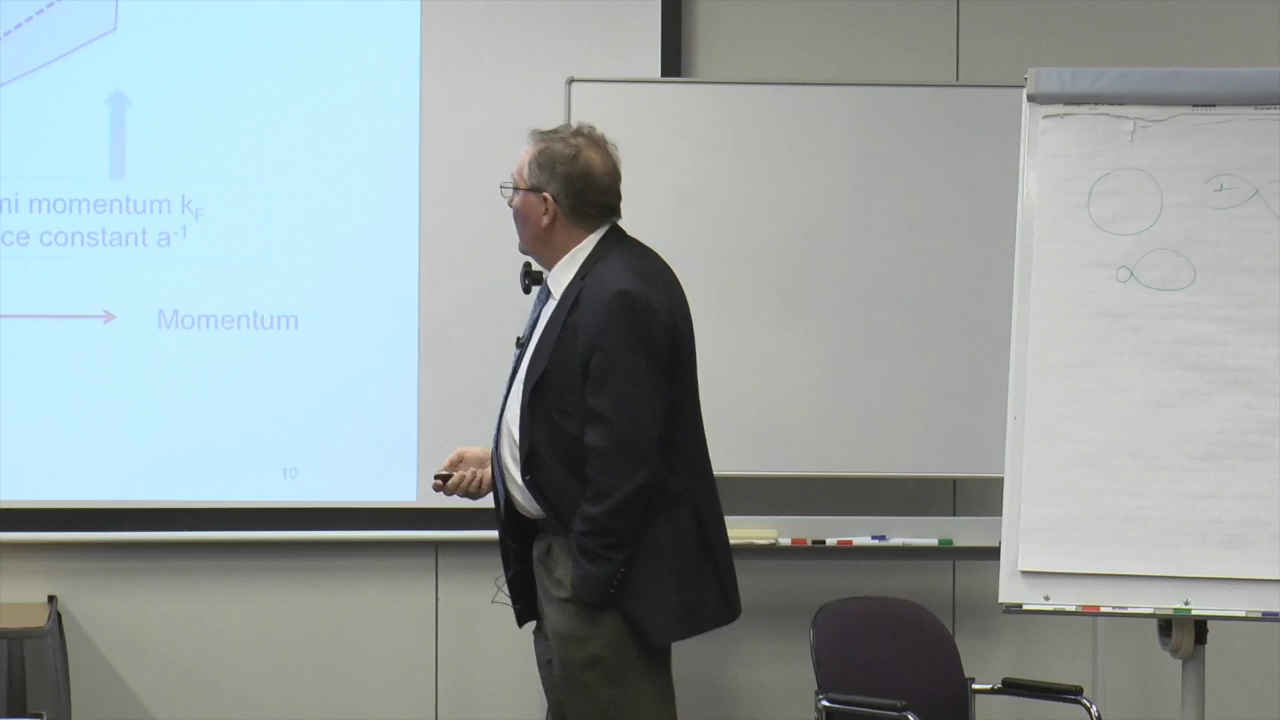 mi momentum k_F
ce constant a⁻¹
Momentum
10
+